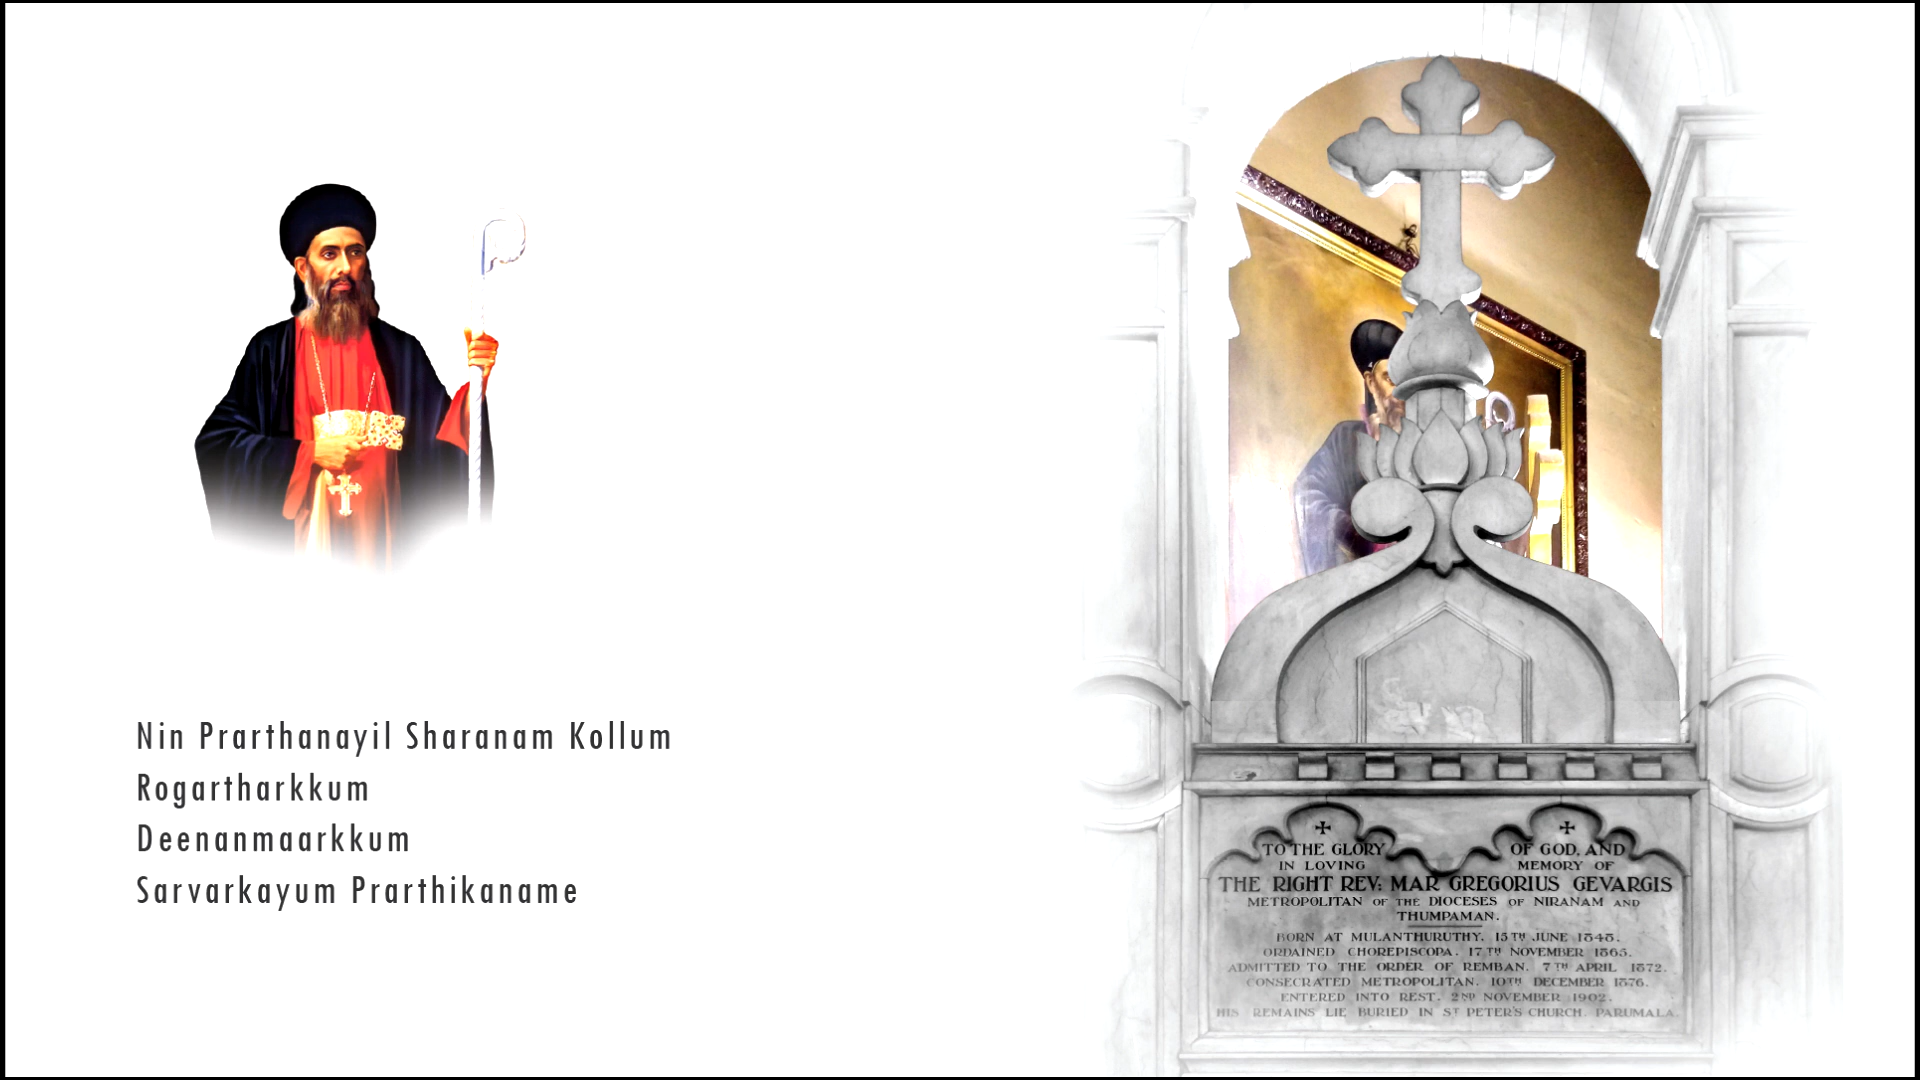 Nin Prarthanayil Sharanam Kollum
Rogartharkkum
Deenanmaarkkum
Sarvarkayum Prarthikaname
TO THE GLORY OF GOD, AND
IN LOVING MEMORY OF
THE RIGHT REV: MAR GREGORIUS GEVARGIS
METROPOLITAN OF THE DIOCESES OF NIRANAM AND
THUMPAMAN.
BORN AT MULANTHURUTHY. 15TH JUNE 1848.
ORDAINED CHOREPISCOPA. 17TH NOVEMBER 1865.
ADMITTED TO THE ORDER OF REMBAN. 7TH APRIL 1872.
CONSECRATED METROPOLITAN. 10TH DECEMBER 1876.
ENTERED INTO REST. 2ND NOVEMBER 1902.
HIS REMAINS LIE BURIED IN ST PETER'S CHURCH. PARUMALA.